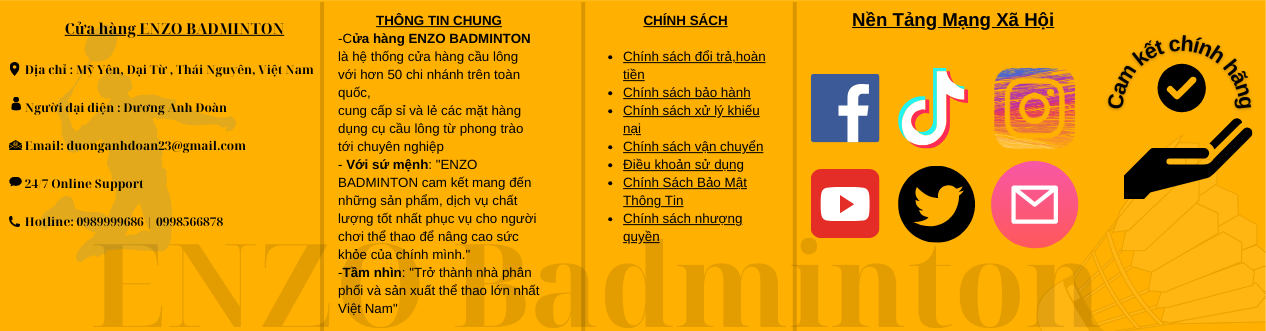 Cửa hàng ENZO BADMINTON
Địa chỉ : Mỹ Yên, Đại Từ , Thái Nguyên, Việt Nam
Người đại diện : Dương Anh Đoàn
Email: duonganhdoan23@gmail.com
24/7 Online Support
Hotline: 0989999686 | 0998566878
THÔNG TIN CHUNG
-Cửa hàng ENZO BADMINTON
là hệ thống cửa hàng cầu lông
với hơn 50 chi nhánh trên toàn
quốc,
cung cấp sỉ và lẻ các mặt hàng
dụng cụ cầu lông từ phong trào
tới chuyên nghiệp
- Với sứ mệnh: "ENZO
BADMINTON cam kết mang đến
những sản phẩm, dịch vụ chất
lượng tốt nhất phục vụ cho người
chơi thể thao để nâng cao sức
khỏe của chính mình."
-Tầm nhìn: "Trở thành nhà phân
phối và sản xuất thể thao lớn nhất
Việt Nam"
CHÍNH SÁCH
Chính sách đổi trả,hoàn
tiền
Chính sách bảo hành
Chính sách xử lý khiếu
nại
Chính sách vận chuyển
Điều khoản sử dụng
Chính Sách Bảo Mật
Thông Tin
Chính sách nhượng
quyền
Nền Tảng Mạng Xã Hội
Cam kết chính hãng
ENZO Badminton